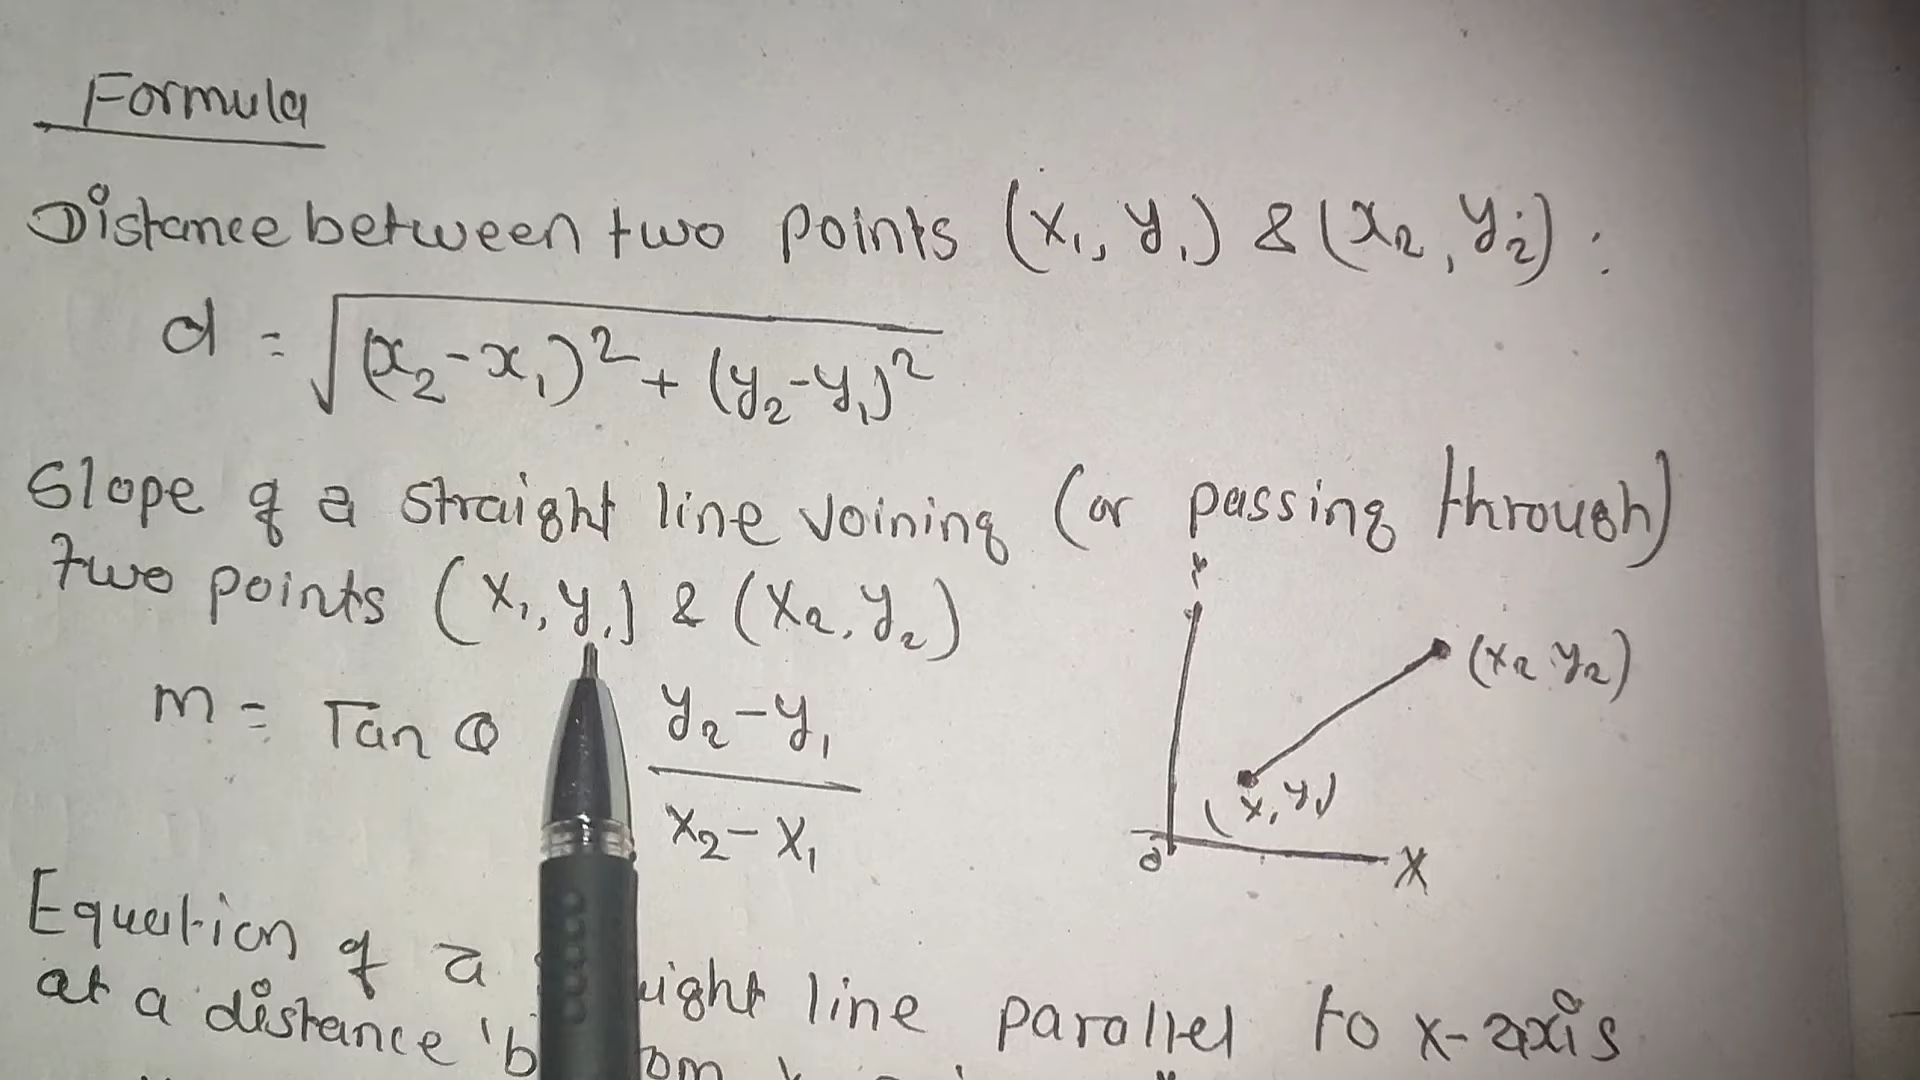 Formula
Distance between two points (x₁, y₁) & (x₂, y₂) :
d = √(x₂-x₁)² + (y₂-y₁)²
Slope of a straight line joining (or passing through)
two points (x₁, y₁) & (x₂, y₂)
m = Tan θ y₂-y₁
x₂-x₁
Y
(x₂ y₂)
(x₁ y₁)
0
X
Equation of a line parallel to x-axis
at a distance 'b